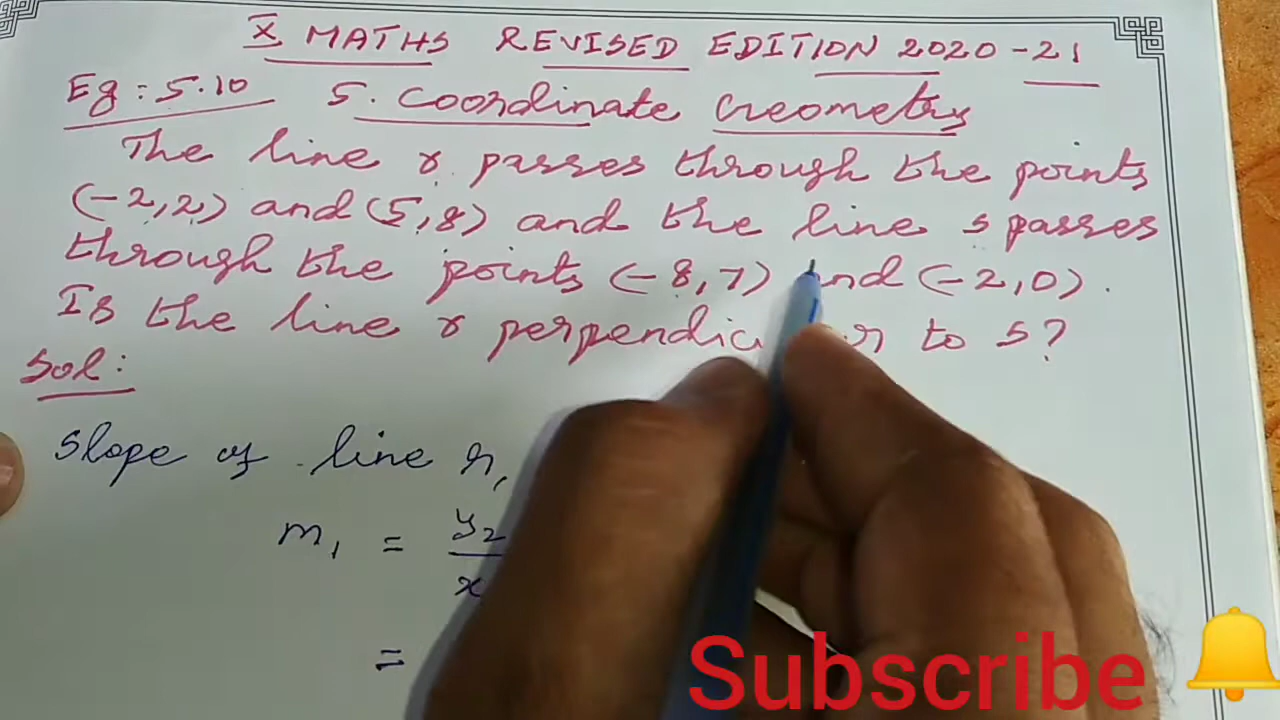 X MATHS REVISED EDITION 2020-21
Eg: 5.10 5. Coordinate Geometry
The line r passes through the points
(-2,2) and (5,8) and the line s passes
through the points (-8,7) and (-2,0).
Is the line r perpendic r to s?
Sol:
Slope of line r,
m₁ = y₂
x
=
Subscribe